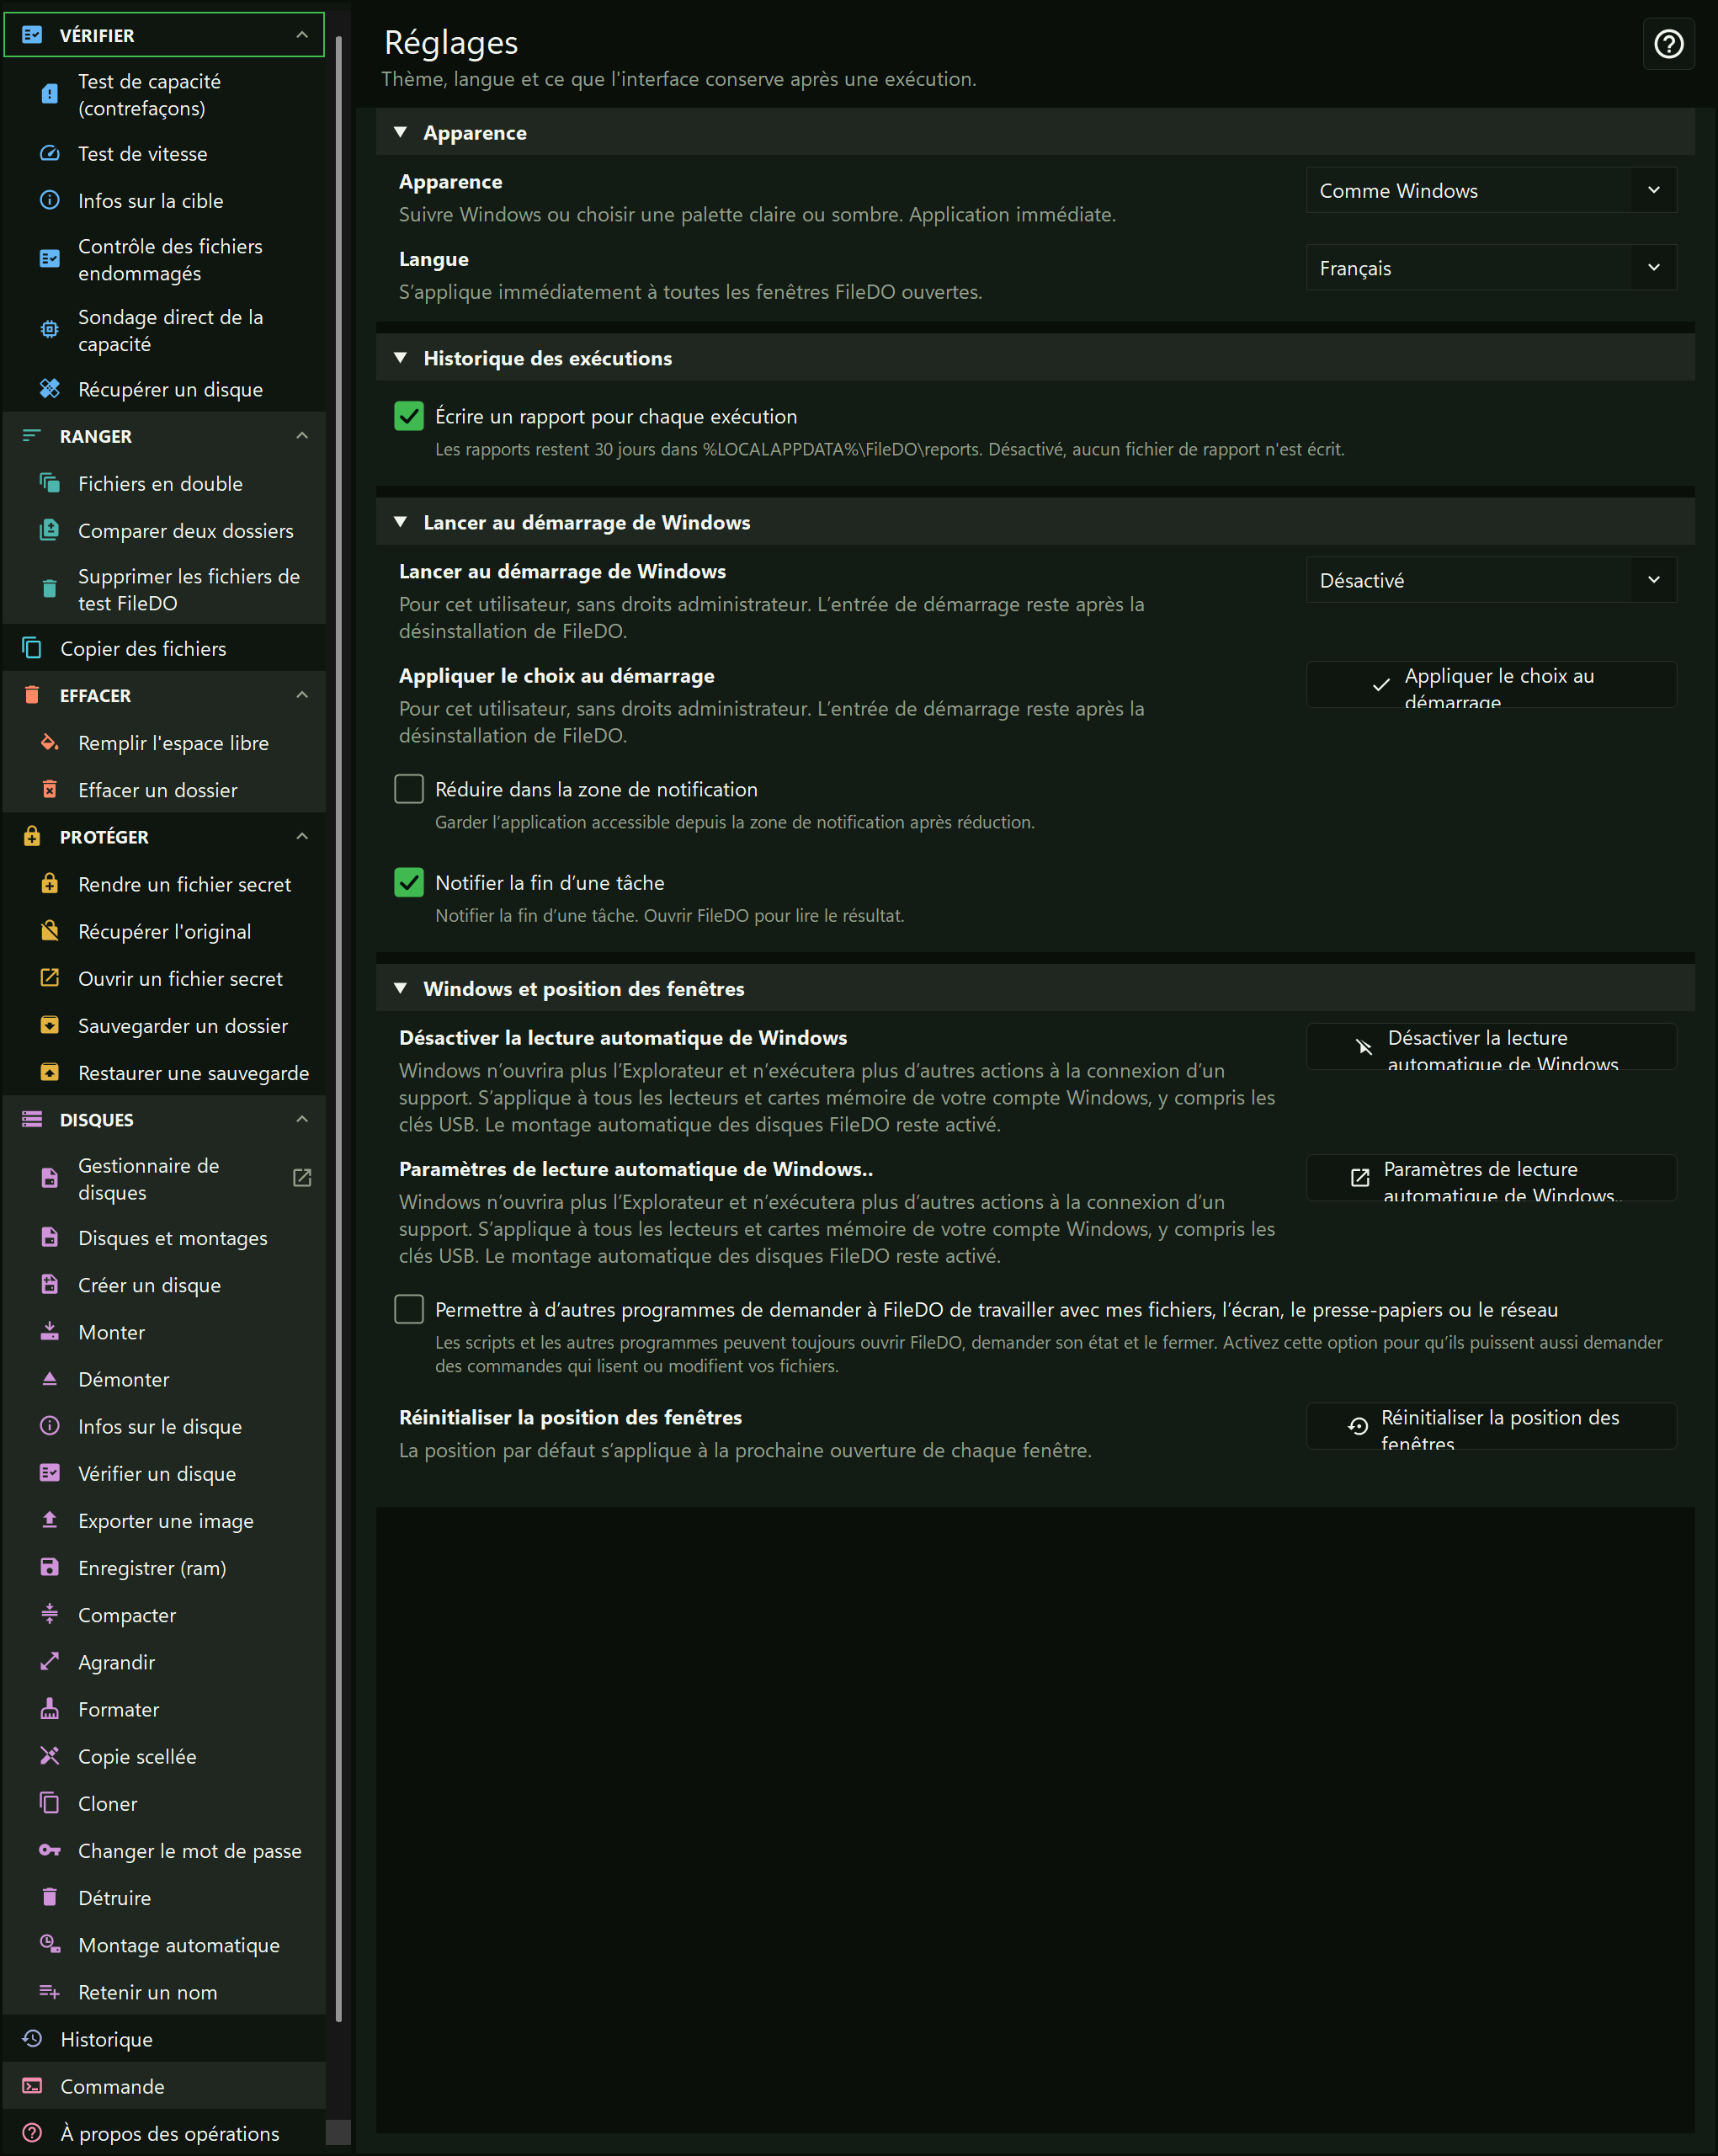 VÉRIFIER
Test de capacité
(contrefaçons)
Test de vitesse
Infos sur la cible
Contrôle des fichiers
endommagés
Sondage direct de la
capacité
Récupérer un disque
RANGER
Fichiers en double
Comparer deux dossiers
Supprimer les fichiers de
test FileDO
Copier des fichiers
EFFACER
Remplir l'espace libre
Effacer un dossier
PROTÉGER
Rendre un fichier secret
Récupérer l'original
Ouvrir un fichier secret
Sauvegarder un dossier
Restaurer une sauvegarde
DISQUES
Gestionnaire de
disques
Disques et montages
Créer un disque
Monter
Démonter
Infos sur le disque
Vérifier un disque
Exporter une image
Enregistrer (ram)
Compacter
Agrandir
Formater
Copie scellée
Cloner
Changer le mot de passe
Détruire
Montage automatique
Retenir un nom
Historique
Commande
À propos des opérations
Réglages
Thème, langue et ce que l'interface conserve après une exécution.
Apparence
Apparence
Suivre Windows ou choisir une palette claire ou sombre. Application immédiate.
Comme Windows
Langue
S’applique immédiatement à toutes les fenêtres FileDO ouvertes.
Français
Historique des exécutions
Écrire un rapport pour chaque exécution
Les rapports restent 30 jours dans %LOCALAPPDATA%\FileDO\reports. Désactivé, aucun fichier de rapport n'est écrit.
Lancer au démarrage de Windows
Lancer au démarrage de Windows
Pour cet utilisateur, sans droits administrateur. L’entrée de démarrage reste après la
désinstallation de FileDO.
Désactivé
Appliquer le choix au démarrage
Pour cet utilisateur, sans droits administrateur. L’entrée de démarrage reste après la
désinstallation de FileDO.
Appliquer le choix au
démarrage
Réduire dans la zone de notification
Garder l’application accessible depuis la zone de notification après réduction.
Notifier la fin d’une tâche
Notifier la fin d’une tâche. Ouvrir FileDO pour lire le résultat.
Windows et position des fenêtres
Désactiver la lecture automatique de Windows
Windows n’ouvrira plus l’Explorateur et n’exécutera plus d’autres actions à la connexion d’un
support. S’applique à tous les lecteurs et cartes mémoire de votre compte Windows, y compris les
clés USB. Le montage automatique des disques FileDO reste activé.
Désactiver la lecture
automatique de Windows
Paramètres de lecture automatique de Windows..
Windows n’ouvrira plus l’Explorateur et n’exécutera plus d’autres actions à la connexion d’un
support. S’applique à tous les lecteurs et cartes mémoire de votre compte Windows, y compris les
clés USB. Le montage automatique des disques FileDO reste activé.
Paramètres de lecture
automatique de Windows..
Permettre à d’autres programmes de demander à FileDO de travailler avec mes fichiers, l’écran, le presse-papiers ou le réseau
Les scripts et les autres programmes peuvent toujours ouvrir FileDO, demander son état et le fermer. Activez cette option pour qu’ils puissent aussi demander
des commandes qui lisent ou modifient vos fichiers.
Réinitialiser la position des fenêtres
La position par défaut s’applique à la prochaine ouverture de chaque fenêtre.
Réinitialiser la position des
fenêtres